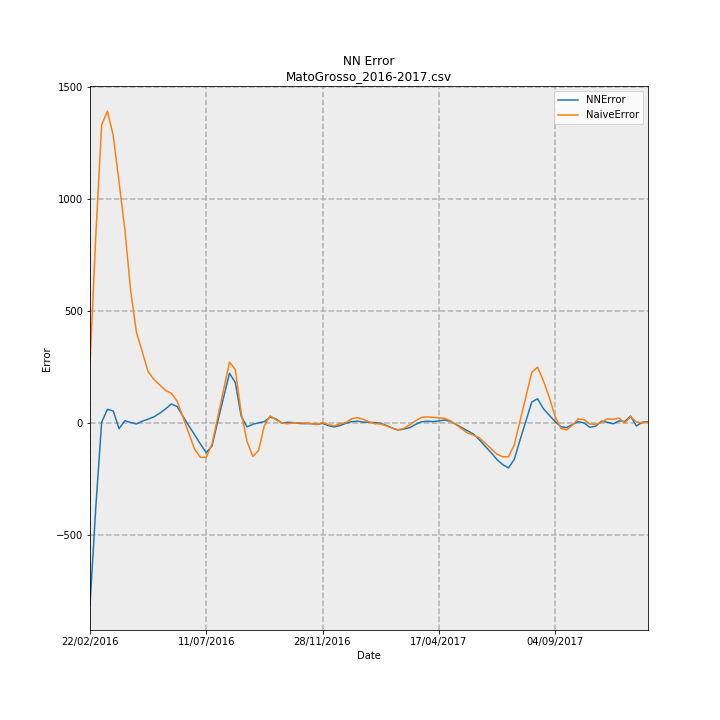 NN Error
MatoGrosso_2016-2017.csv
NNError
NaiveError
1500
1000
500
0
−500
Error
22/02/2016 11/07/2016 28/11/2016 17/04/2017 04/09/2017
Date